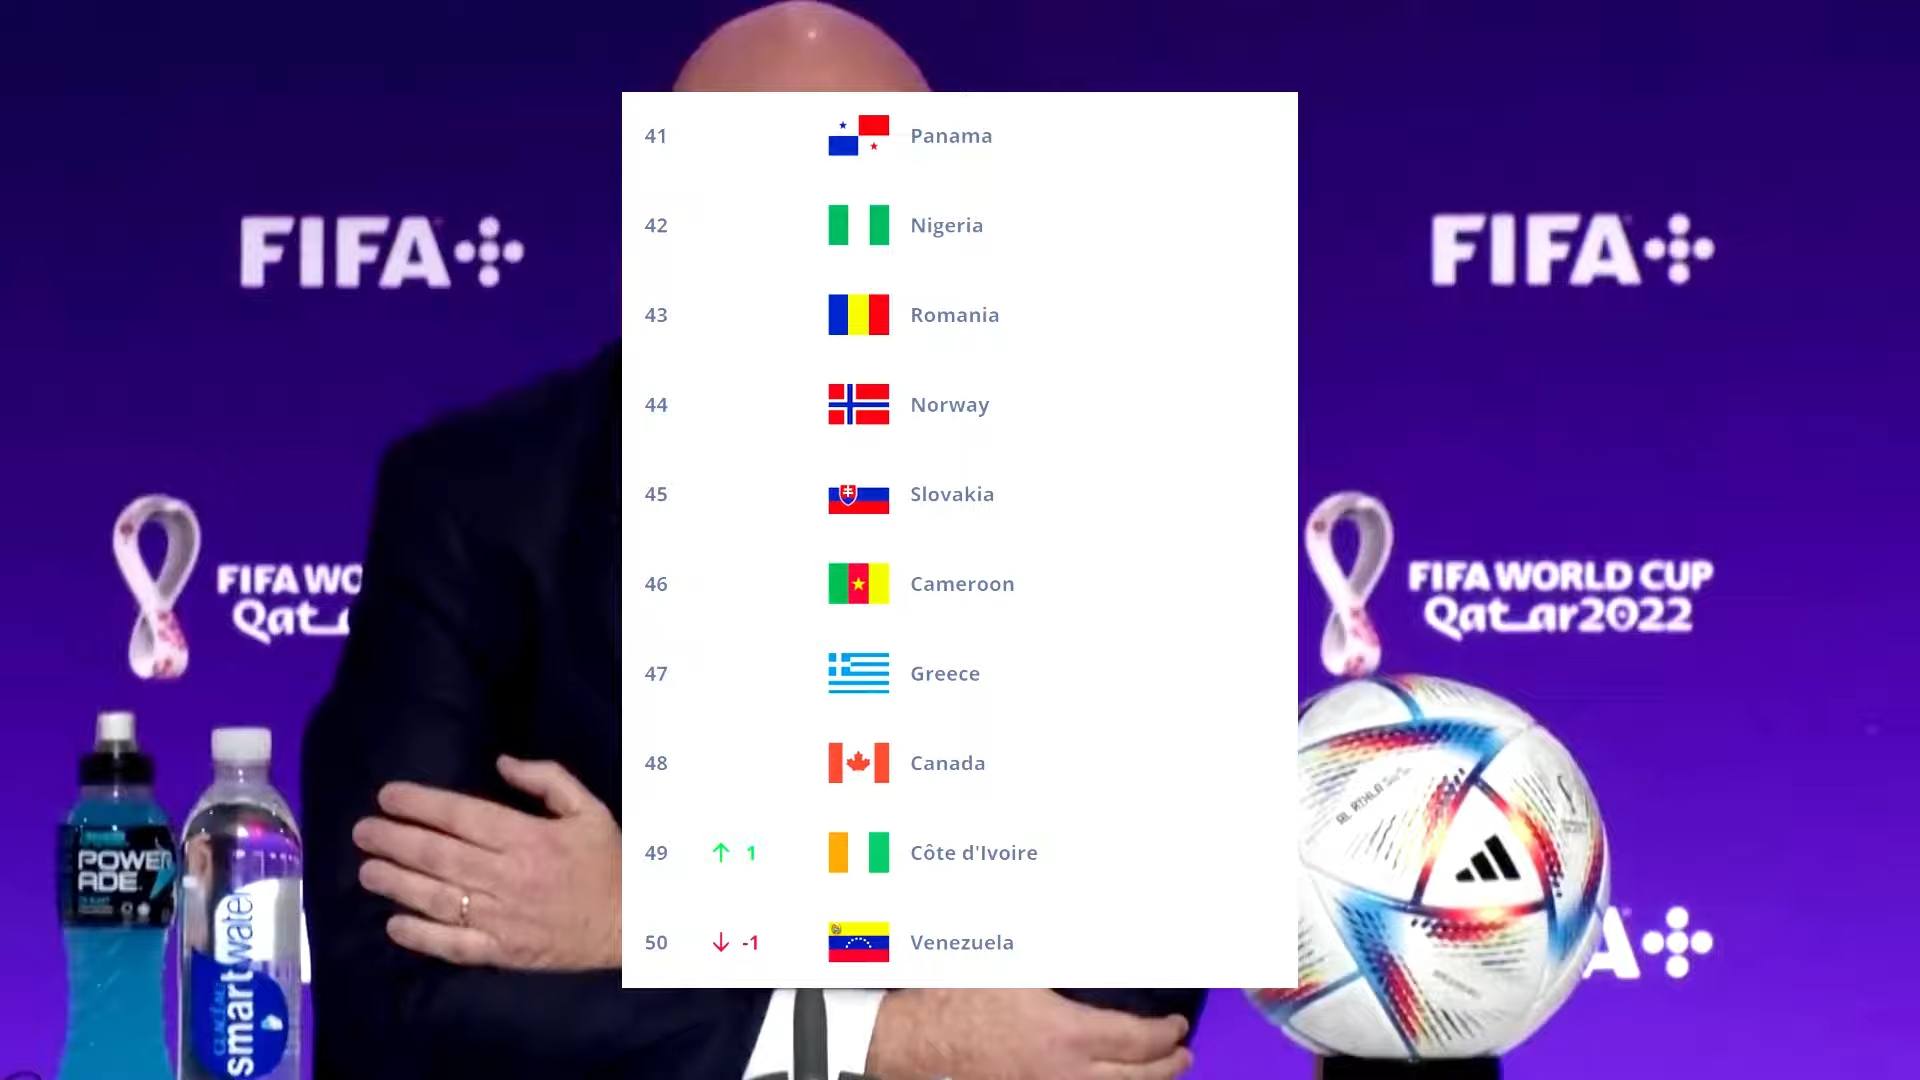 41 Panama
42 Nigeria
43 Romania
44 Norway
45 Slovakia
46 Cameroon
47 Greece
48 Canada
49 ↑ 1 Côte d'Ivoire
50 ↓ -1 Venezuela
FIFA
FIFA
FIFA WO
Qat
FIFA WORLD CUP
Qatar2022
POWER
ADE
smartwater
A